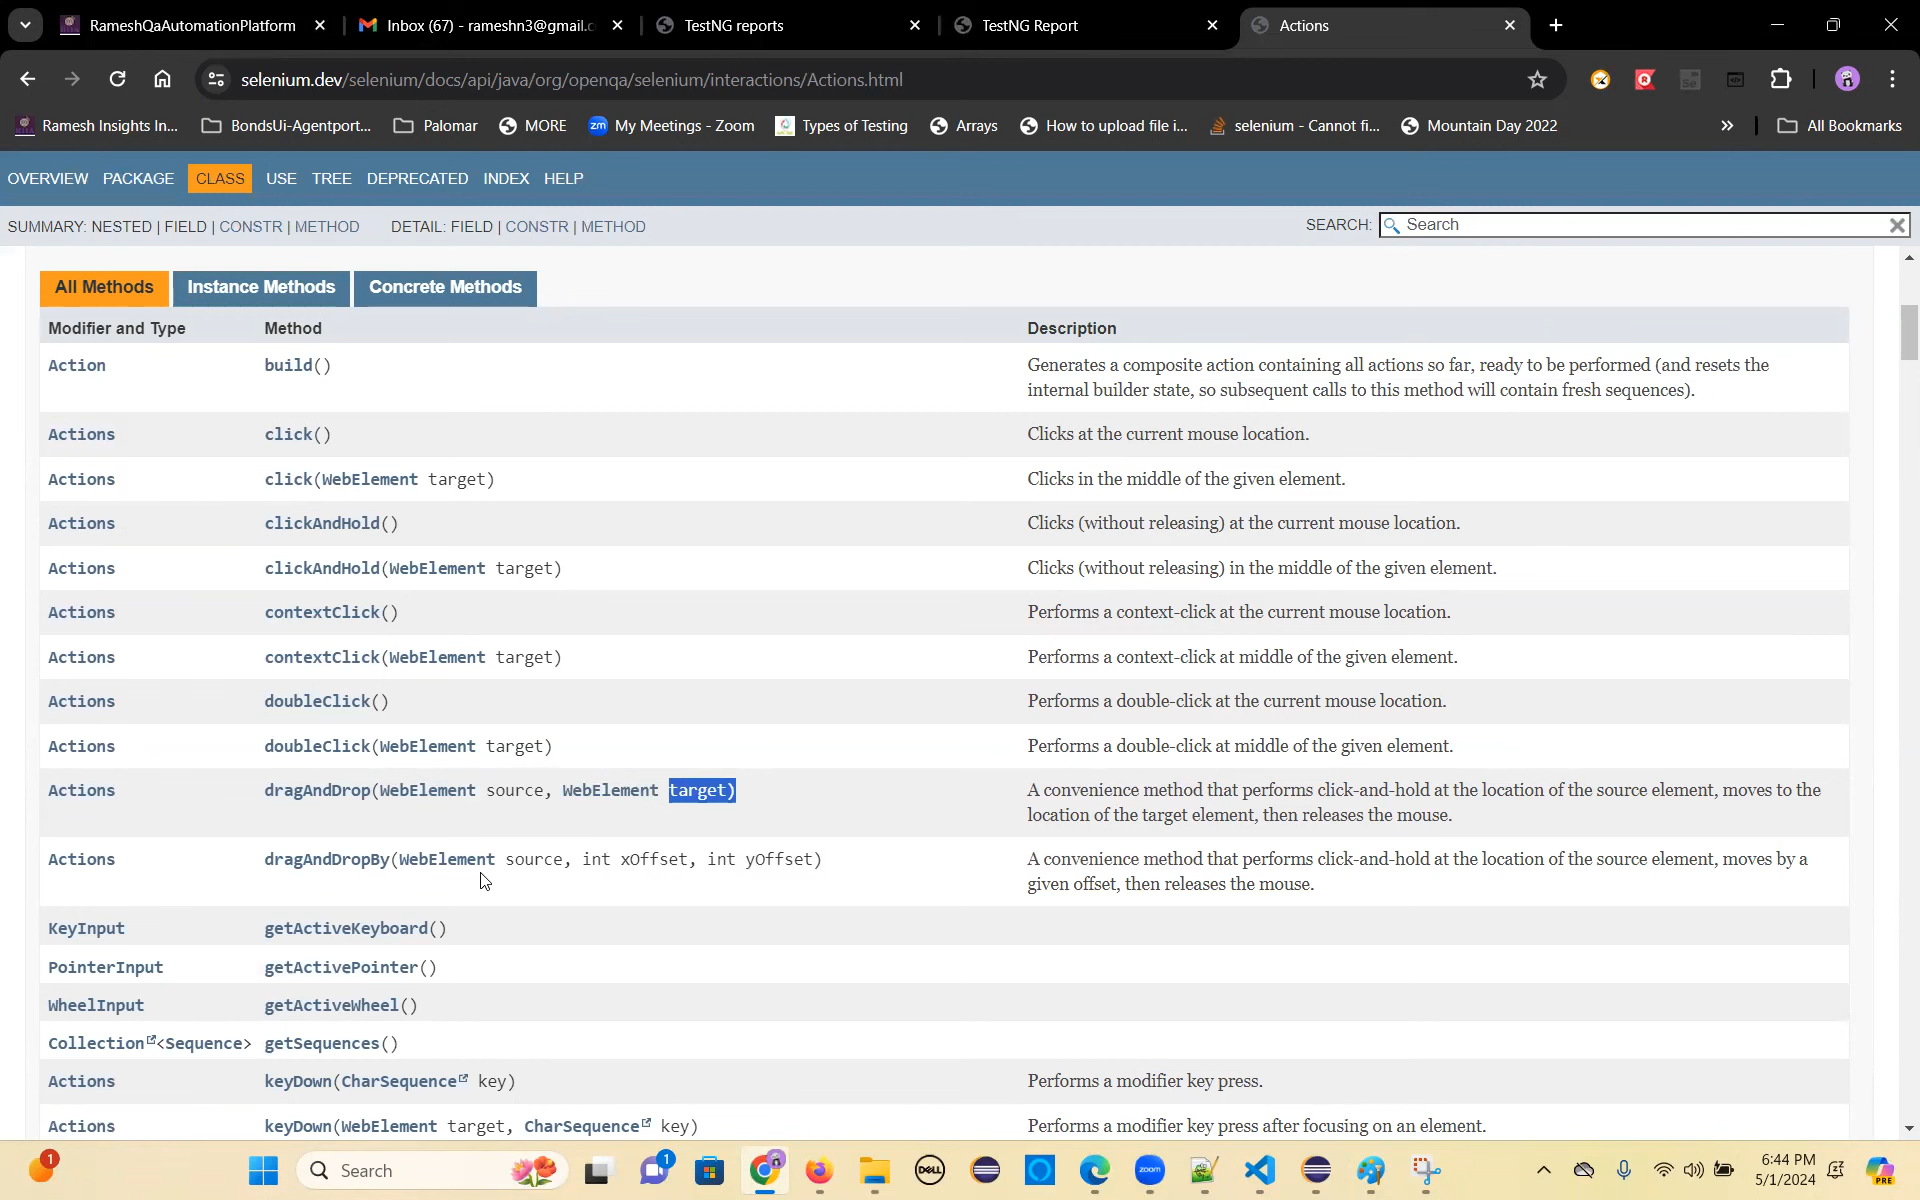 RameshQaAutomationPlatform
Inbox (67) - rameshn3@gmail.c
TestNG reports
TestNG Report
Actions
selenium.dev/selenium/docs/api/java/org/openqa/selenium/interactions/Actions.html
Ramesh Insights In...
BondsUi-Agentport...
Palomar
MORE
My Meetings - Zoom
Types of Testing
Arrays
How to upload file i...
selenium - Cannot fi...
Mountain Day 2022
All Bookmarks
OVERVIEW PACKAGE CLASS USE TREE DEPRECATED INDEX HELP
SUMMARY: NESTED | FIELD | CONSTR | METHOD DETAIL: FIELD | CONSTR | METHOD
SEARCH: Search
All Methods Instance Methods Concrete Methods
Modifier and Type Method Description
Action build() Generates a composite action containing all actions so far, ready to be performed (and resets the
internal builder state, so subsequent calls to this method will contain fresh sequences).
Actions click() Clicks at the current mouse location.
Actions click(WebElement target) Clicks in the middle of the given element.
Actions clickAndHold() Clicks (without releasing) at the current mouse location.
Actions clickAndHold(WebElement target) Clicks (without releasing) in the middle of the given element.
Actions contextClick() Performs a context-click at the current mouse location.
Actions contextClick(WebElement target) Performs a context-click at middle of the given element.
Actions doubleClick() Performs a double-click at the current mouse location.
Actions doubleClick(WebElement target) Performs a double-click at middle of the given element.
Actions dragAndDrop(WebElement source, WebElement target) A convenience method that performs click-and-hold at the location of the source element, moves to the
location of the target element, then releases the mouse.
Actions dragAndDropBy(WebElement source, int xOffset, int yOffset) A convenience method that performs click-and-hold at the location of the source element, moves by a
given offset, then releases the mouse.
KeyInput getActiveKeyboard()
PointerInput getActivePointer()
WheelInput getActiveWheel()
Collection<Sequence> getSequences()
Actions keyDown(CharSequence key) Performs a modifier key press.
Actions keyDown(WebElement target, CharSequence key) Performs a modifier key press after focusing on an element.
1
Search
1
DELL
zoom
6:44 PM
5/1/2024
PRE